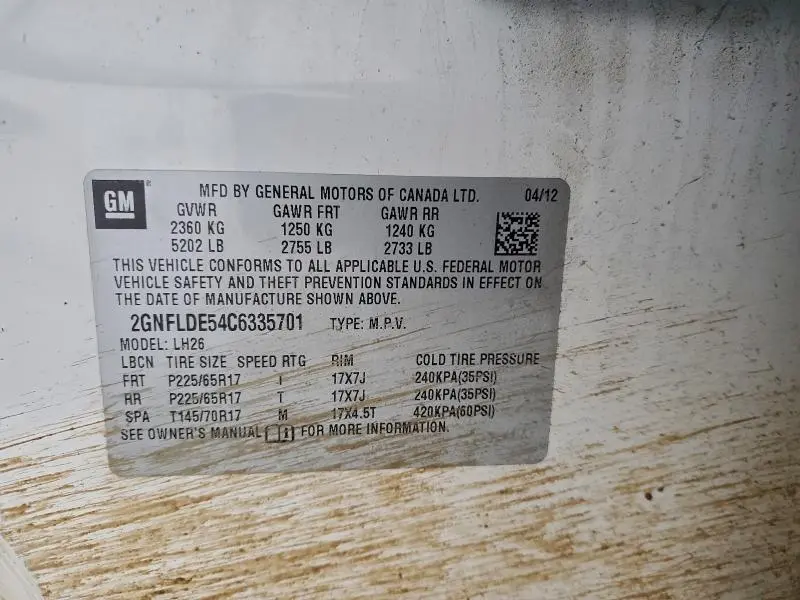 GM MFD BY GENERAL MOTORS OF CANADA LTD. 04/12
GVWR GAWR FRT GAWR RR
2360 KG 1250 KG 1240 KG
5202 LB 2755 LB 2733 LB
THIS VEHICLE CONFORMS TO ALL APPLICABLE U.S. FEDERAL MOTOR
VEHICLE SAFETY AND THEFT PREVENTION STANDARDS IN EFFECT ON
THE DATE OF MANUFACTURE SHOWN ABOVE.
2GNFLDE54C6335701 TYPE: M.P.V.
MODEL: LH26
LBCN TIRE SIZE SPEED RTG RIM COLD TIRE PRESSURE
FRT P225/65R17 T 17X7J 240KPA(35PSI)
RR P225/65R17 T 17X7J 240KPA(35PSI)
SPA T145/70R17 M 17X4.5T 420KPA(60PSI)
SEE OWNER'S MANUAL FOR MORE INFORMATION.